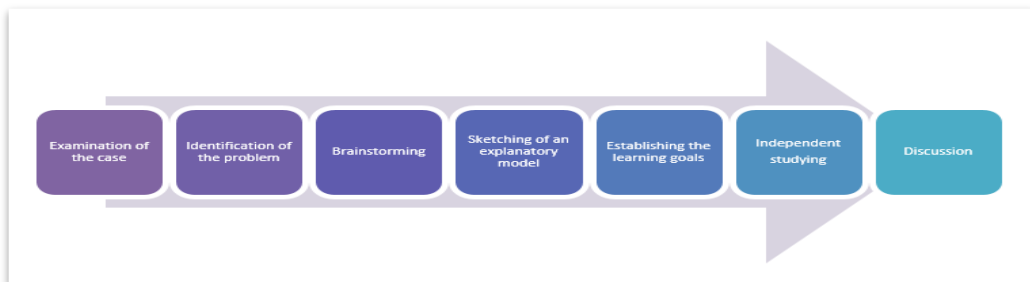 Examination of
the case
Identification of
the problem
Brainstorming
Sketching of an
explanatory
model
Establishing the
learning goals
Independent
studying
Discussion